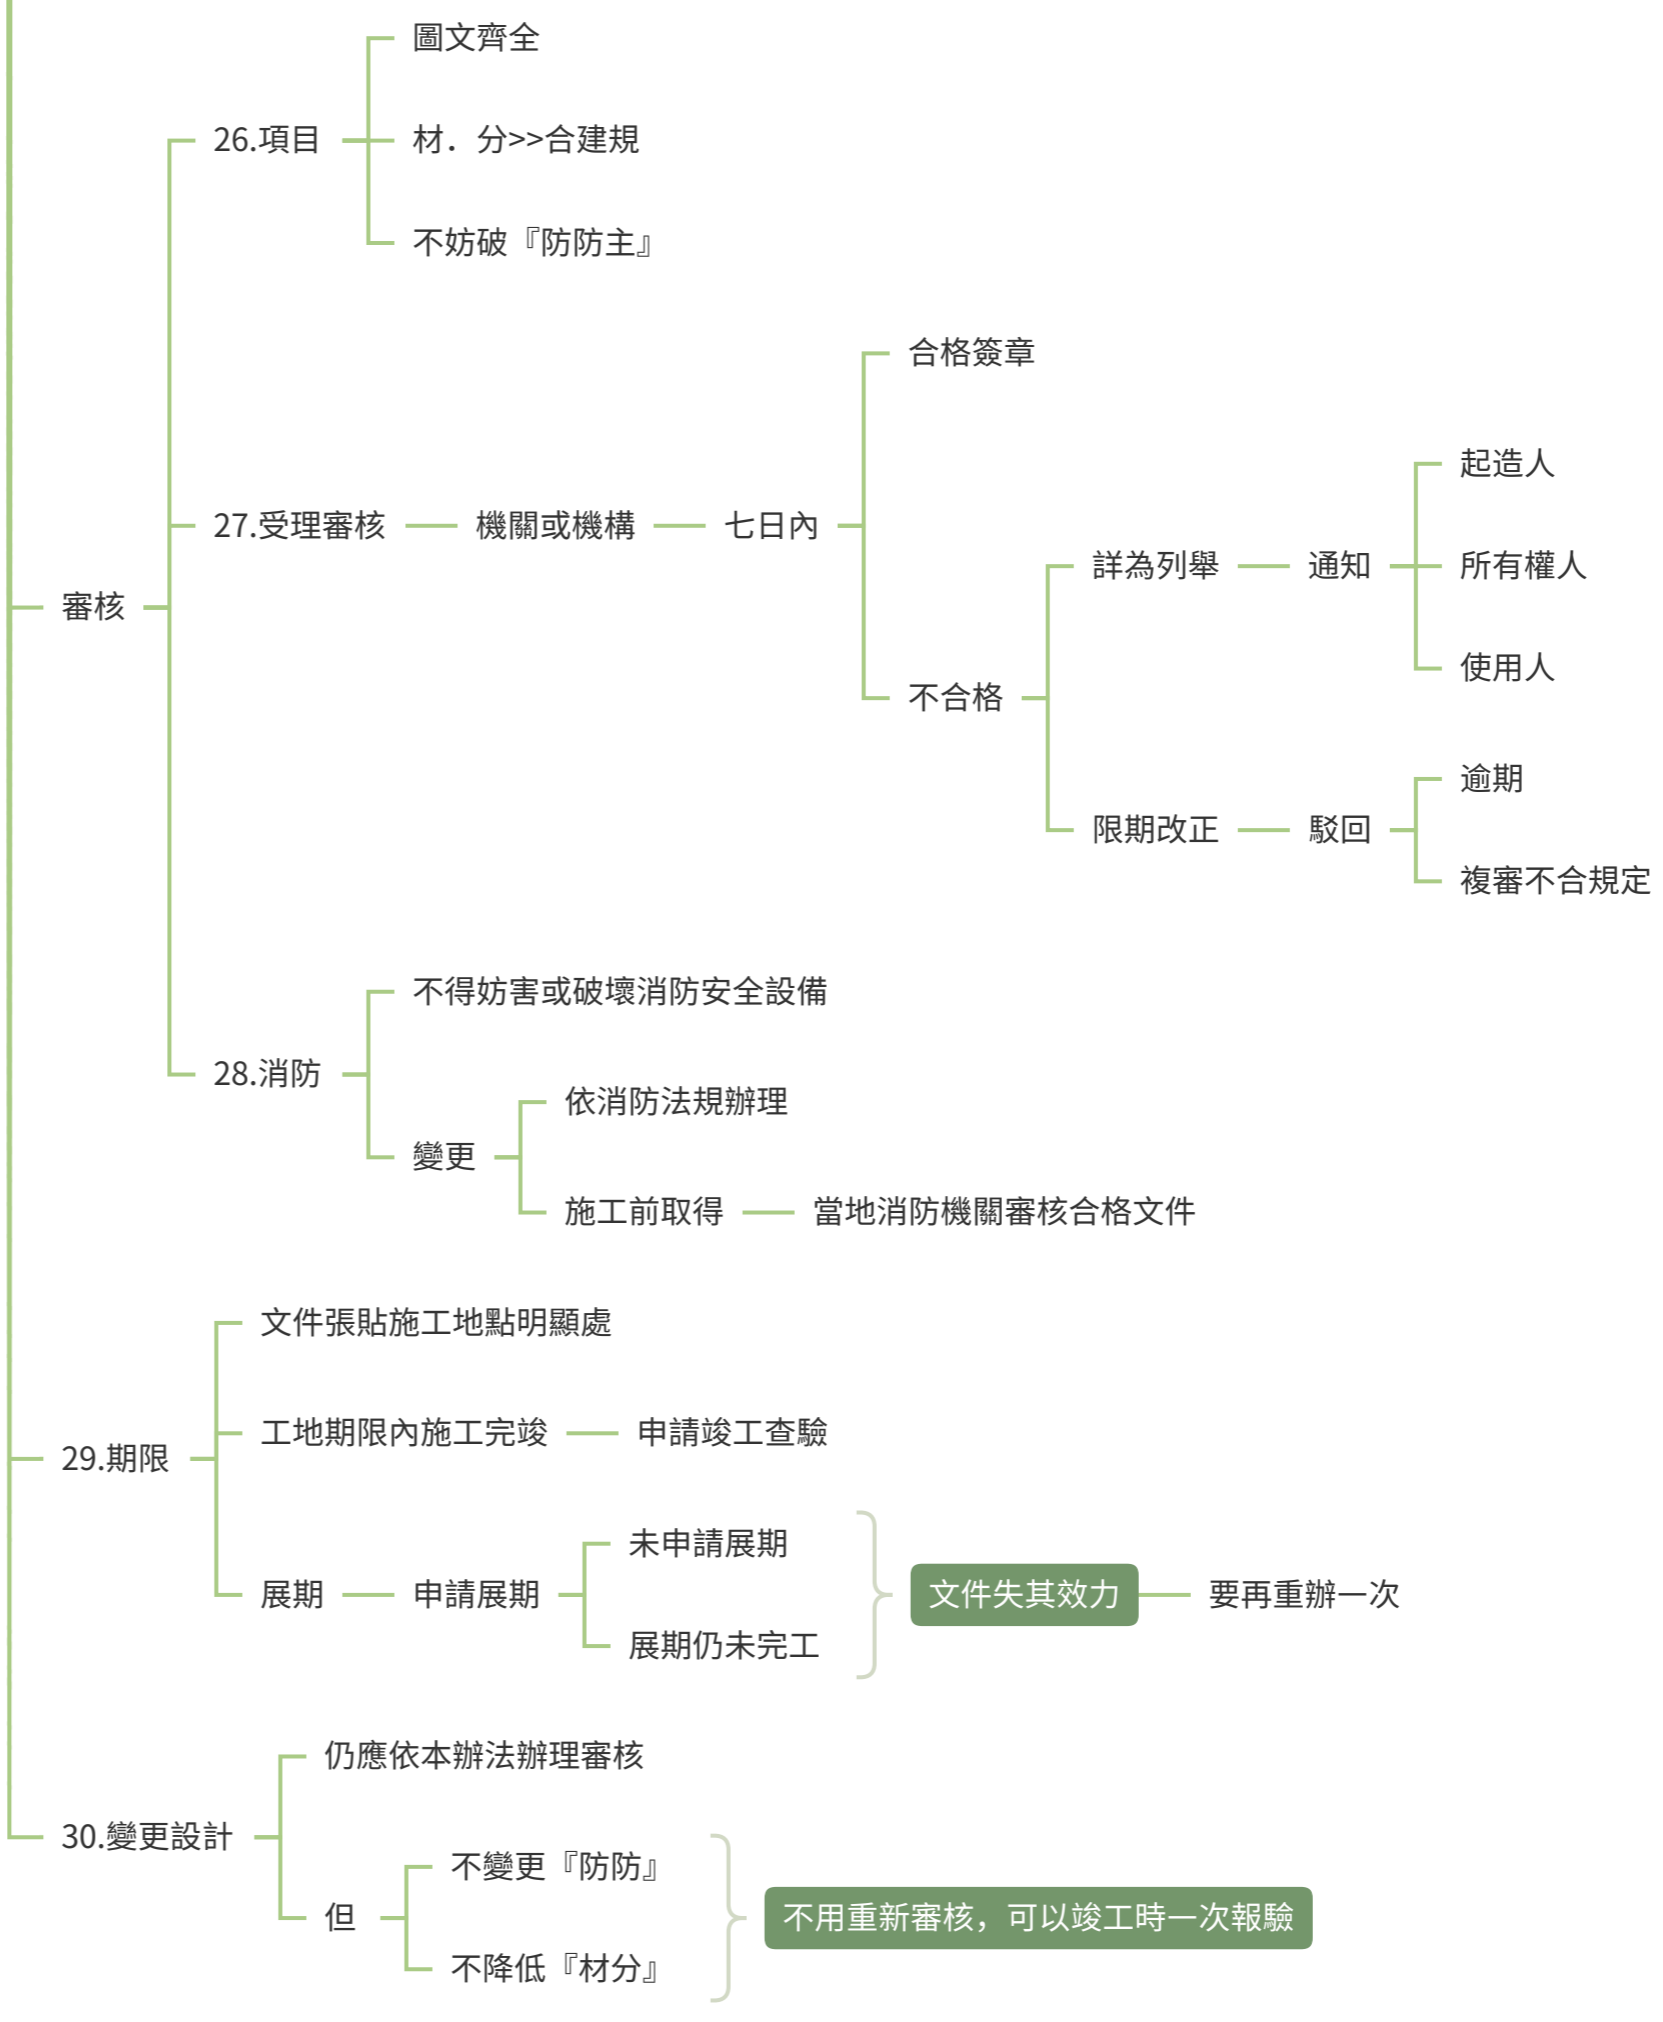 審核
26.項目
圖文齊全
材．分>>合建規
不妨破『防防主』
27.受理審核
機關或機構
七日內
合格簽章
不合格
詳為列舉
通知
起造人
所有權人
使用人
限期改正
駁回
逾期
複審不合規定
28.消防
不得妨害或破壞消防安全設備
變更
依消防法規辦理
施工前取得
當地消防機關審核合格文件
29.期限
文件張貼施工地點明顯處
工地期限內施工完竣
申請竣工查驗
展期
申請展期
未申請展期
展期仍未完工
文件失其效力
要再重辦一次
30.變更設計
仍應依本辦法辦理審核
但
不變更『防防』
不降低『材分』
不用重新審核，可以竣工時一次報驗